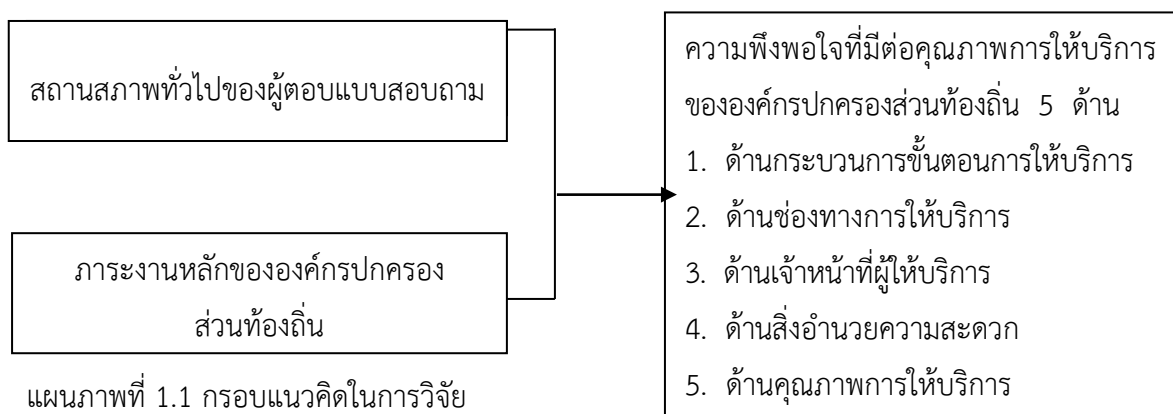 สถานสภาพทั่วไปของผู้ตอบแบบสอบถาม
ภาระงานหลักขององค์กรปกครอง
ส่วนท้องถิ่น
ความพึงพอใจที่มีต่อคุณภาพการให้บริการ
ขององค์กรปกครองส่วนท้องถิ่น 5 ด้าน
1. ด้านกระบวนการขั้นตอนการให้บริการ
2. ด้านช่องทางการให้บริการ
3. ด้านเจ้าหน้าที่ผู้ให้บริการ
4. ด้านสิ่งอำนวยความสะดวก
5. ด้านคุณภาพการให้บริการ
แผนภาพที่ 1.1 กรอบแนวคิดในการวิจัย